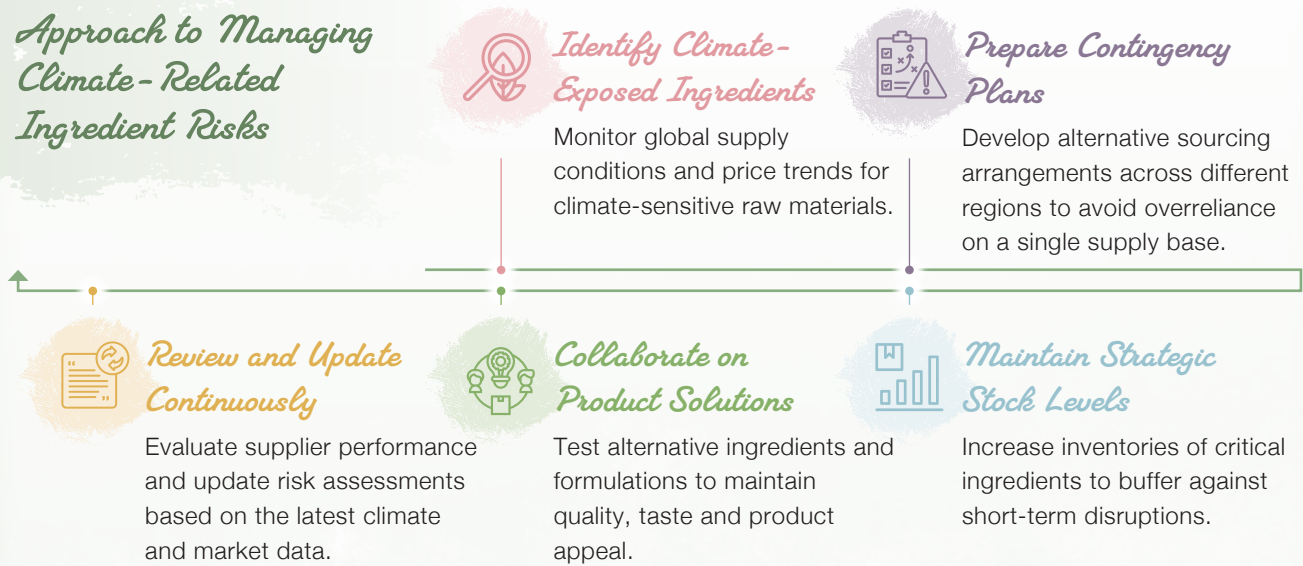 Approach to Managing
Climate-Related
Ingredient Risks
Identify Climate-
Exposed Ingredients
Monitor global supply
conditions and price trends for
climate-sensitive raw materials.
Prepare Contingency
Plans
Develop alternative sourcing
arrangements across different
regions to avoid overreliance
on a single supply base.
Maintain Strategic
Stock Levels
Increase inventories of critical
ingredients to buffer against
short-term disruptions.
Collaborate on
Product Solutions
Test alternative ingredients and
formulations to maintain
quality, taste and product
appeal.
Review and Update
Continuously
Evaluate supplier performance
and update risk assessments
based on the latest climate
and market data.